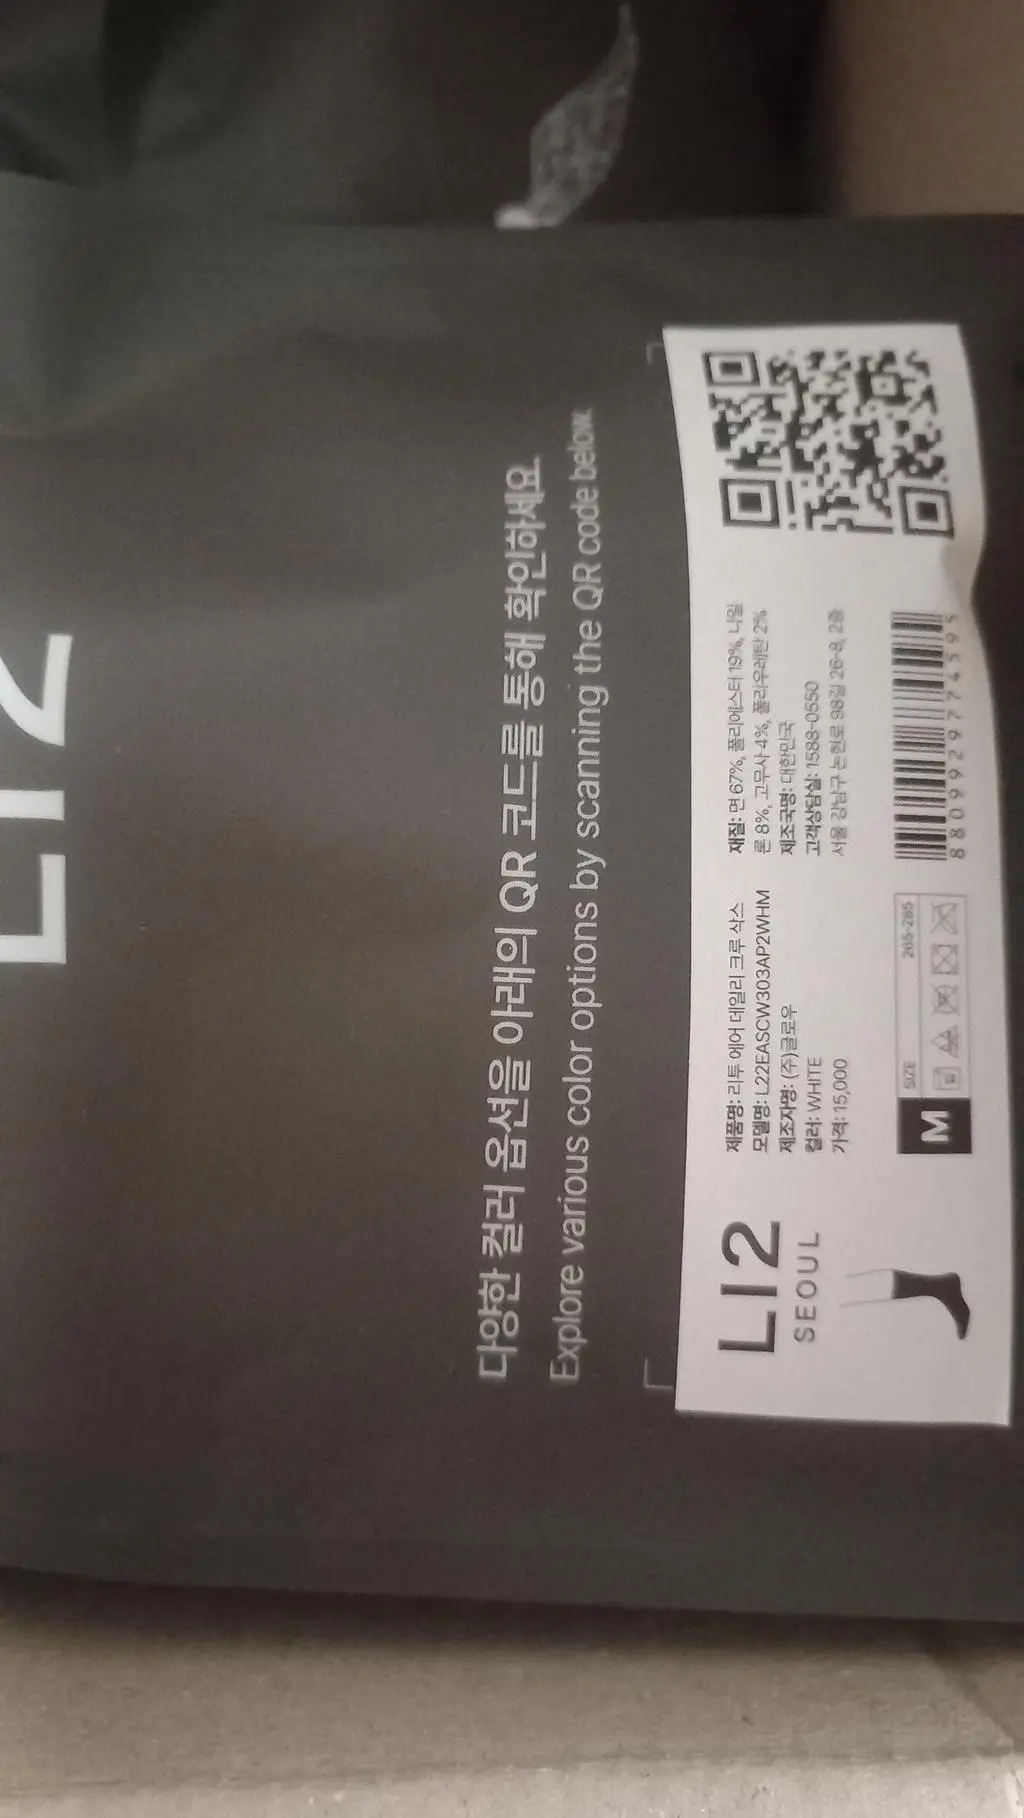 LI2
다양한 컬러 옵션을 아래의 QR 코드를 통해 확인하세요.
Explore various color options by scanning the QR code below.
LI2
SEOUL
제품명: 리투 에어 데일리 크루 삭스
모델명: L22EASCW303AP2WHM
제조자명: (주)글로우
컬러: WHITE
가격: 15,000
재질: 면 67%, 폴리에스터 19%, 나일
론 8%, 고무사 4%, 폴리우레탄 2%
제조국명: 대한민국
고객상담실: 1588-0550
서울 강남구 논현로 98길 26-8, 2층
M
SIZE
265-285
8809929774595